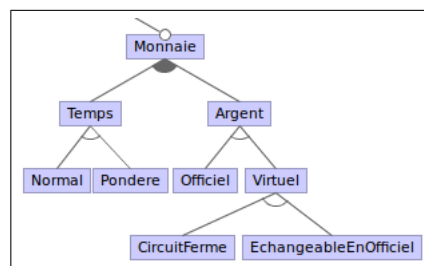 Monnaie
Temps Argent
Normal Pondere Officiel Virtuel
CircuitFerme EchangeableEnOfficiel